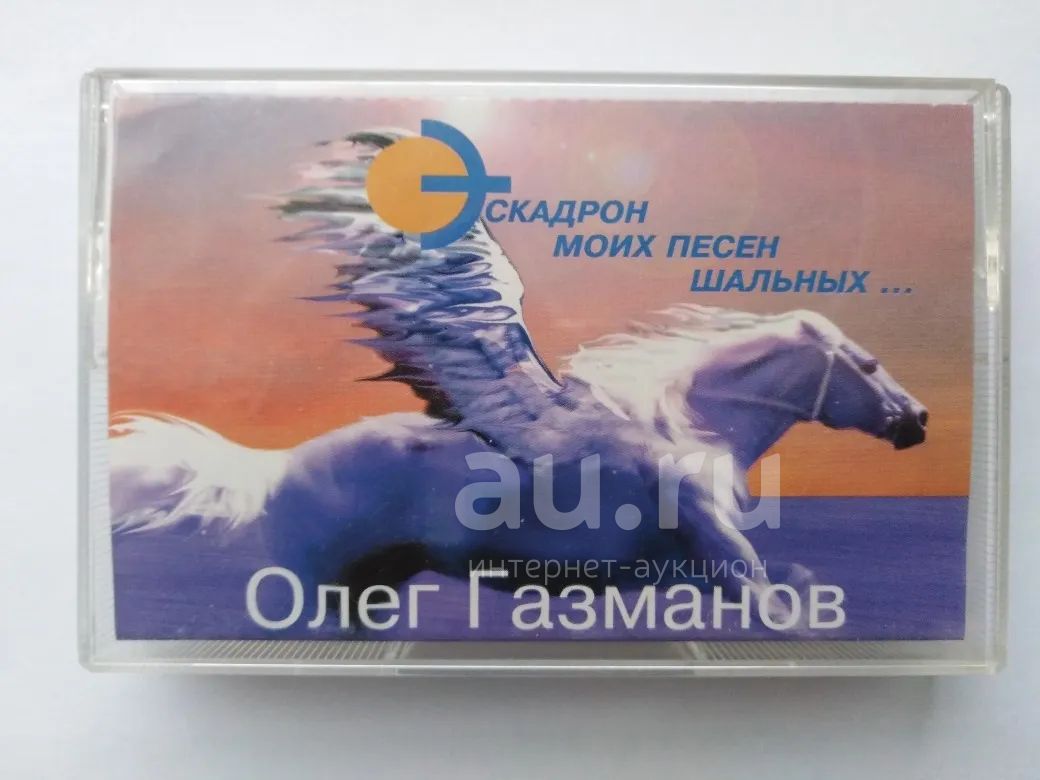 ЭСКАДРОН
МОИХ ПЕСЕН
ШАЛЬНЫХ ...
au.ru
интернет-аукцион
Олег Газманов